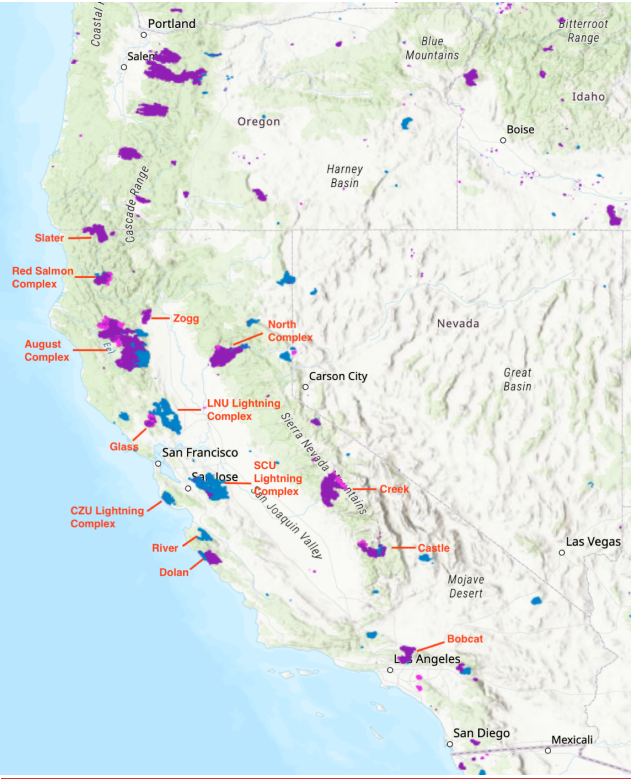 Portland
Coastal
Bitterroot
Range
Blue
Mountains
Salem
Idaho
Oregon
Boise
Harney
Basin
Cascade Range
Slater
Red Salmon
Complex
Zogg
North
Complex
Nevada
August
Complex
Eel
Great
Basin
Carson City
LNU Lightning
Complex
Glass
Sierra Nevada Mountains
San Francisco
SCU
Lightning
Complex
San Jose
Creek
CZU Lightning
Complex
San Joaquin Valley
River
Castle
Las Vegas
Dolan
Mojave
Desert
Bobcat
Los Angeles
San Diego
Mexicali